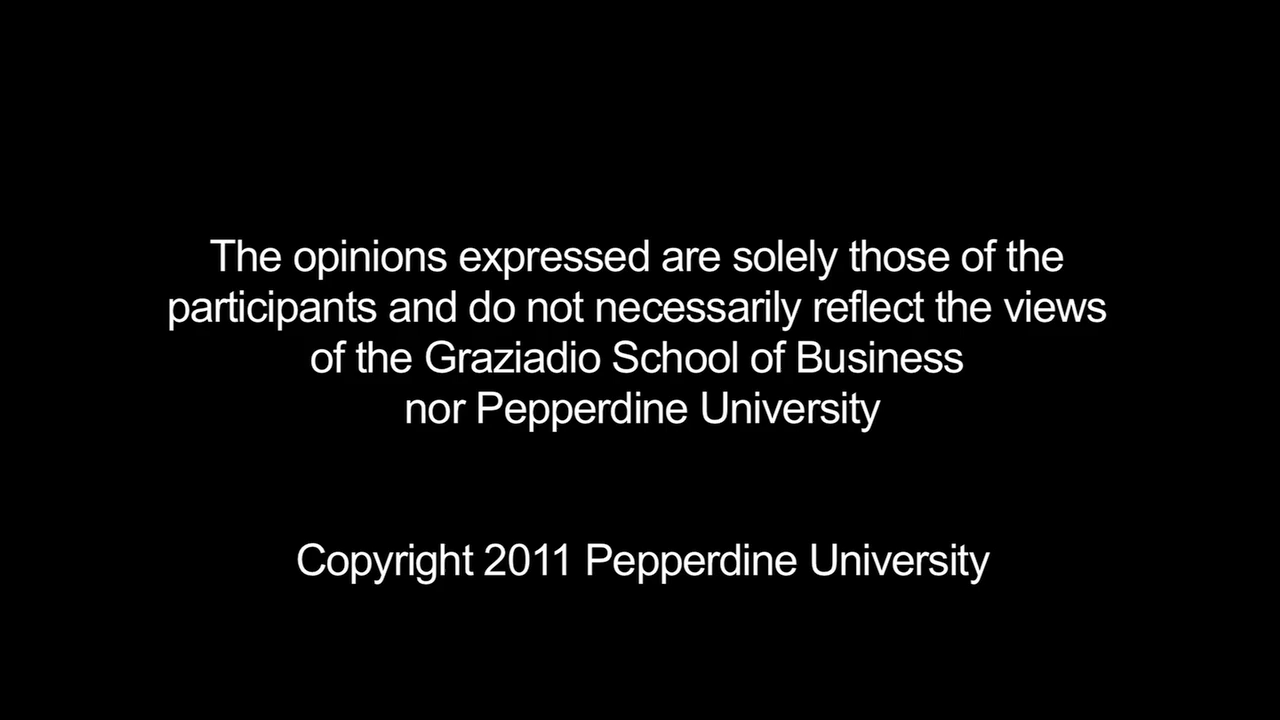 The opinions expressed are solely those of the
participants and do not necessarily reflect the views
of the Graziadio School of Business
nor Pepperdine University
Copyright 2011 Pepperdine University